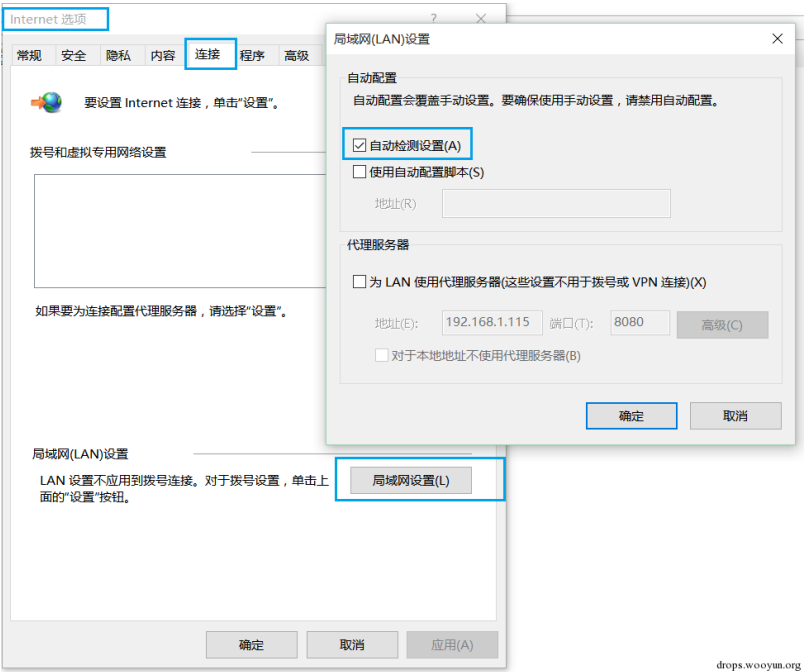 Internet 选项
?
常规 安全 隐私 内容 连接 程序 高级
要设置 Internet 连接，单击“设置”。
拨号和虚拟专用网络设置
如果要为连接配置代理服务器，请选择“设置”。
局域网(LAN)设置
LAN 设置不应用到拨号连接。对于拨号设置，单击上
面的“设置”按钮。
局域网设置(L)
确定 取消 应用(A)
局域网(LAN)设置
自动配置
自动配置会覆盖手动设置。要确保使用手动设置，请禁用自动配置。
自动检测设置(A)
使用自动配置脚本(S)
地址(R)
代理服务器
为 LAN 使用代理服务器(这些设置不用于拨号或 VPN 连接)(X)
地址(E): 192.168.1.115 端口(T): 8080 高级(C)
对于本地地址不使用代理服务器(B)
确定 取消
drops.wooyun.org